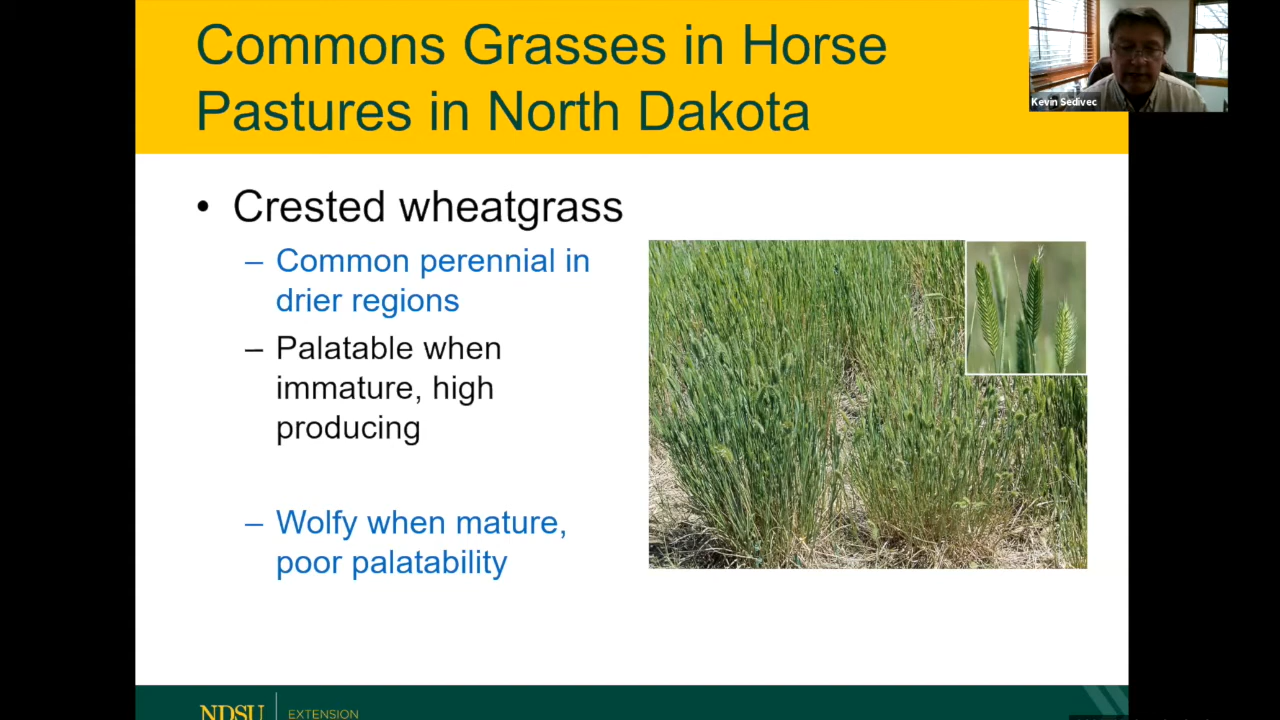 Commons Grasses in Horse
Pastures in North Dakota
Kevin Sedivec
• Crested wheatgrass
– Common perennial in
drier regions
– Palatable when
immature, high
producing
– Wolfy when mature,
poor palatability
NDSU EXTENSION